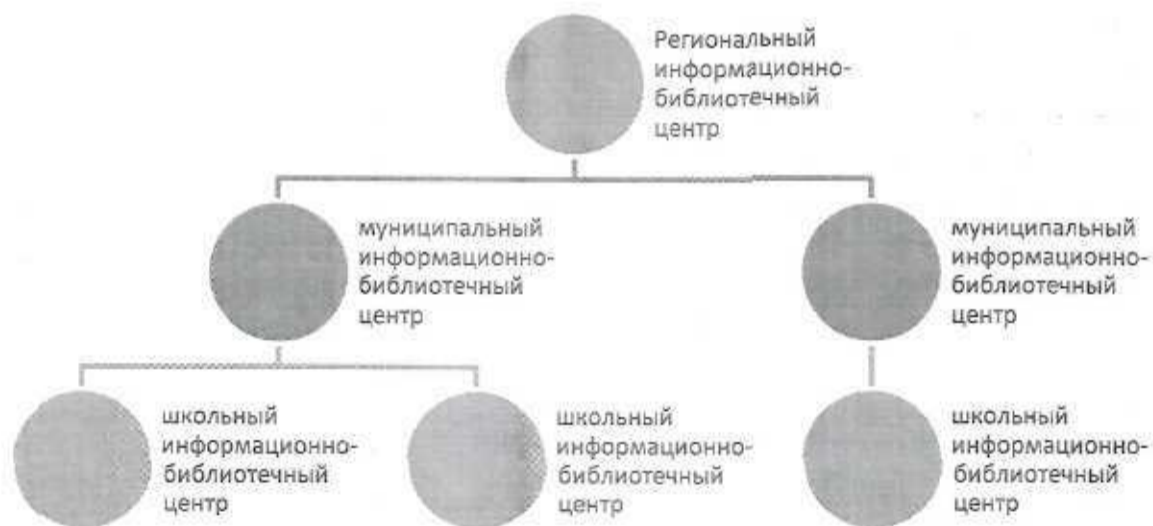 Региональный
информационно-
библиотечный
центр
муниципальный
информационно-
библиотечный
центр
муниципальный
информационно-
библиотечный
центр
школьный
информационно-
библиотечный
центр
школьный
информационно-
библиотечный
центр
школьный
информационно-
библиотечный
центр